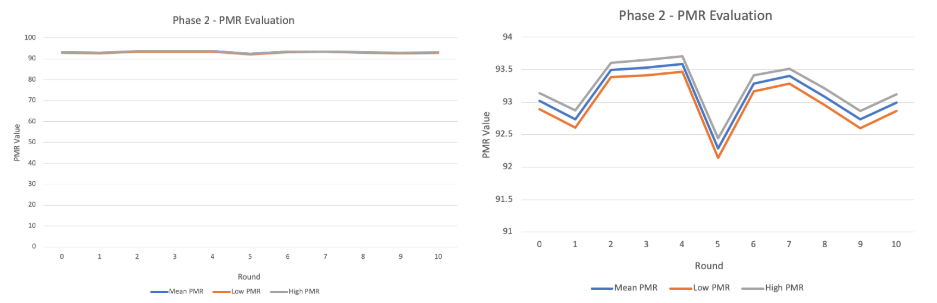 Phase 2 - PMR Evaluation
100
90
80
70
60
50
40
30
20
10
0
PMR Value
0 1 2 3 4 5 6 7 8 9 10
Round
Mean PMR Low PMR High PMR
Phase 2 - PMR Evaluation
94
93.5
93
92.5
92
91.5
91
PMR Value
0 1 2 3 4 5 6 7 8 9 10
Round
Mean PMR Low PMR High PMR